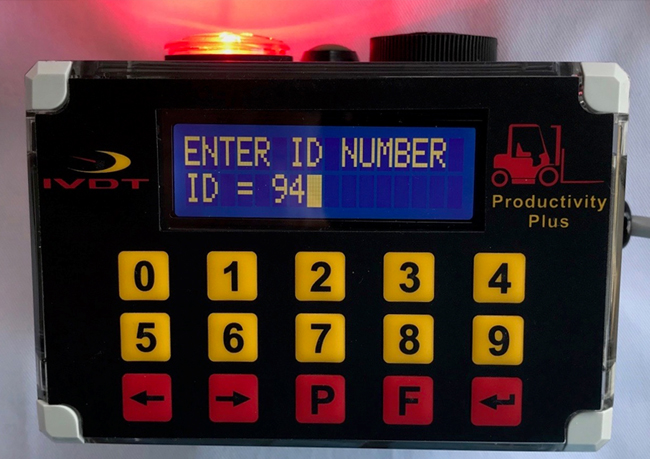 ENTER ID NUMBER
ID = 94
IVDT
Productivity
Plus
0 1 2 3 4
5 6 7 8 9
← → P F ↵